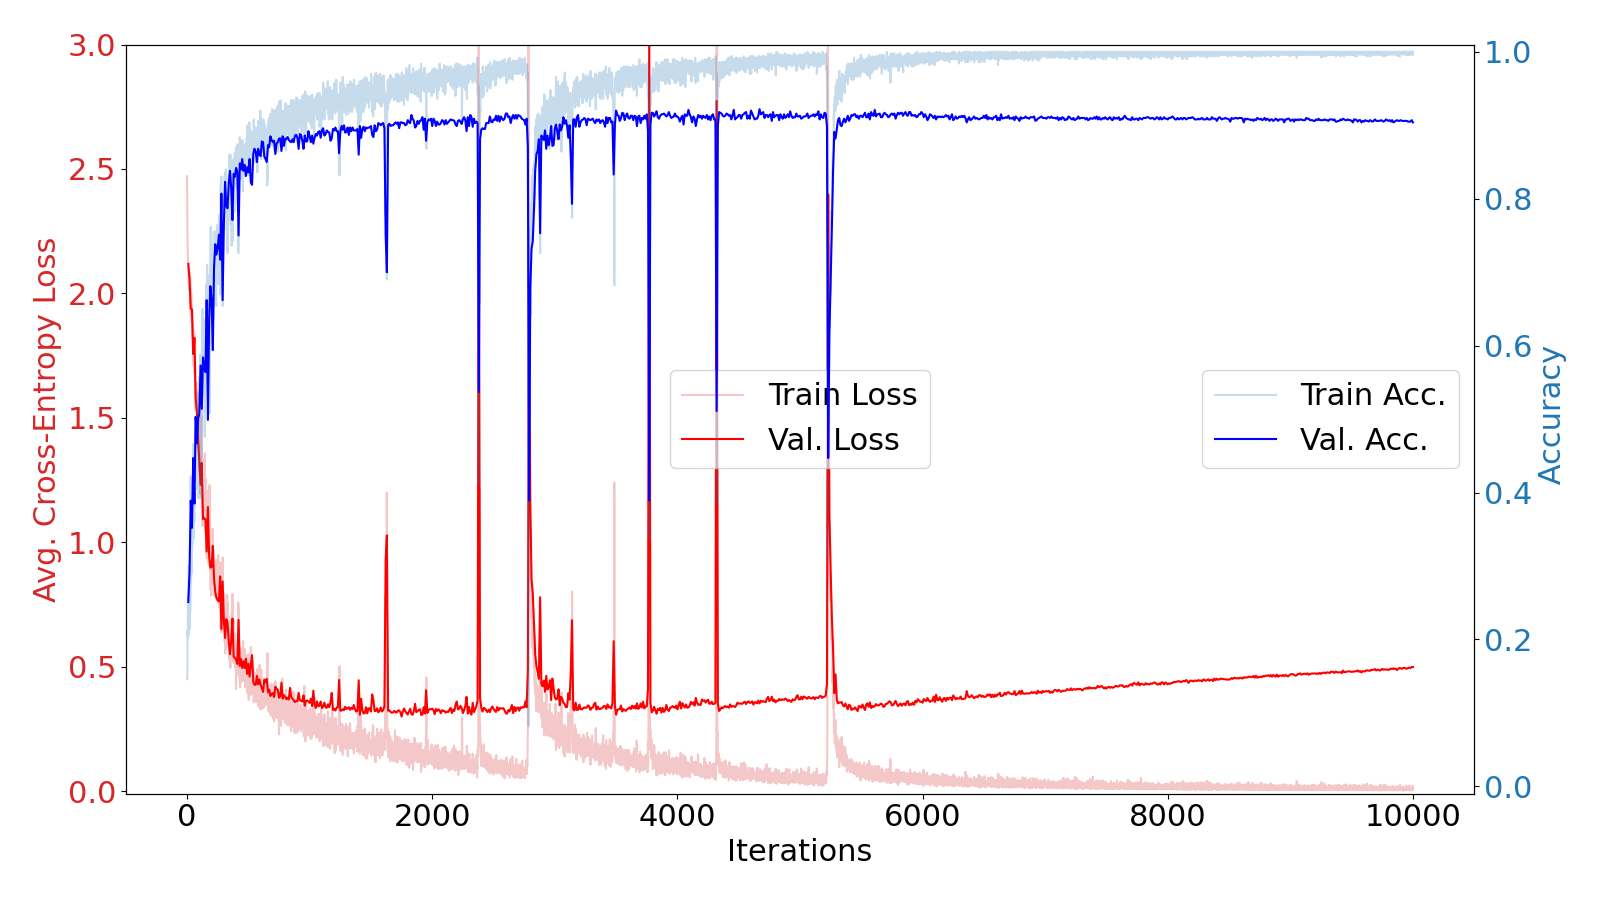 Avg. Cross-Entropy Loss
3.0
2.5
2.0
1.5
1.0
0.5
0.0
Train Loss
Val. Loss
Train Acc.
Val. Acc.
1.0
0.8
0.6
0.4
0.2
0.0
Accuracy
0 2000 4000 6000 8000 10000
Iterations